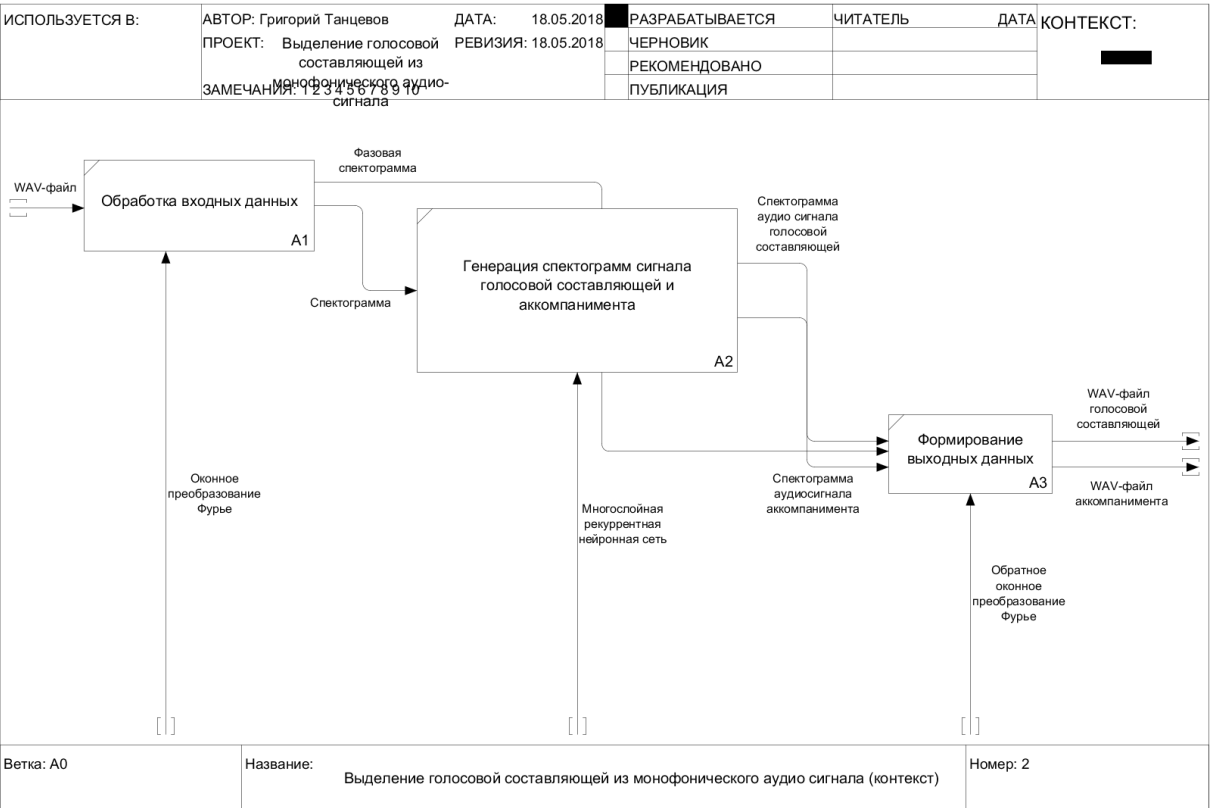 ИСПОЛЬЗУЕТСЯ В:
АВТОР: Григорий Танцевов
ДАТА: 18.05.2018
РАЗРАБАТЫВАЕТСЯ
ЧИТАТЕЛЬ
ДАТА
КОНТЕКСТ:
ПРОЕКТ: Выделение голосовой
составляющей из
монофонического аудио-
сигнала
РЕВИЗИЯ: 18.05.2018
ЧЕРНОВИК
РЕКОМЕНДОВАНО
ЗАМЕЧАНИЯ: 1 2 3 4 5 6 7 8 9 10
ПУБЛИКАЦИЯ
WAV-файл
Обработка входных данных
A1
Фазовая
спектограмма
Спектограмма
Генерация спектограмм сигнала
голосовой составляющей и
аккомпанимента
A2
Спектограмма
аудио сигнала
голосовой
составляющей
Спектограмма
аудиосигнала
аккомпанимента
Формирование
выходных данных
A3
WAV-файл
голосовой
составляющей
WAV-файл
аккомпанимента
Оконное
преобразование
Фурье
Многослойная
рекуррентная
нейронная сеть
Обратное
оконное
преобразование
Фурье
Ветка: A0
Название:
Выделение голосовой составляющей из монофонического аудио сигнала (контекст)
Номер: 2